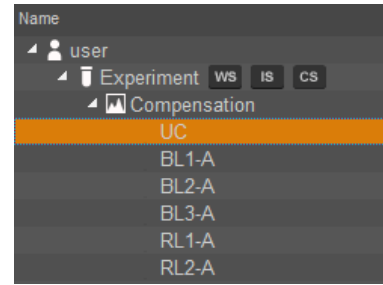 Name
user
Experiment WS IS CS
Compensation
UC
BL1-A
BL2-A
BL3-A
RL1-A
RL2-A